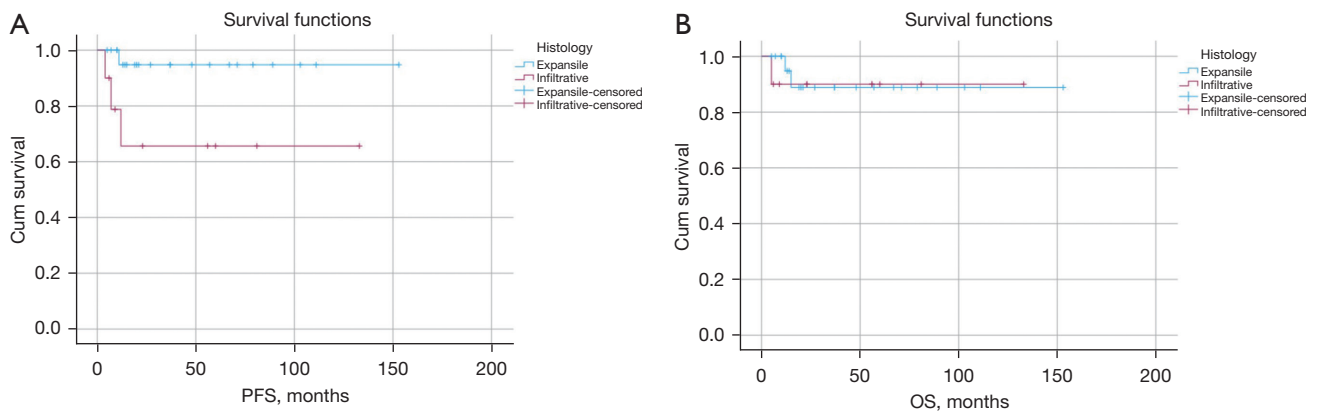 A
Survival functions
1.0
0.8
0.6
0.4
0.2
0.0
Cum survival
0
50
100
150
200
PFS, months
Histology
Expansile
Infiltrative
Expansile-censored
Infiltrative-censored
B
Survival functions
1.0
0.8
0.6
0.4
0.2
0.0
Cum survival
0
50
100
150
200
OS, months
Histology
Expansile
Infiltrative
Expansile-censored
Infiltrative-censored